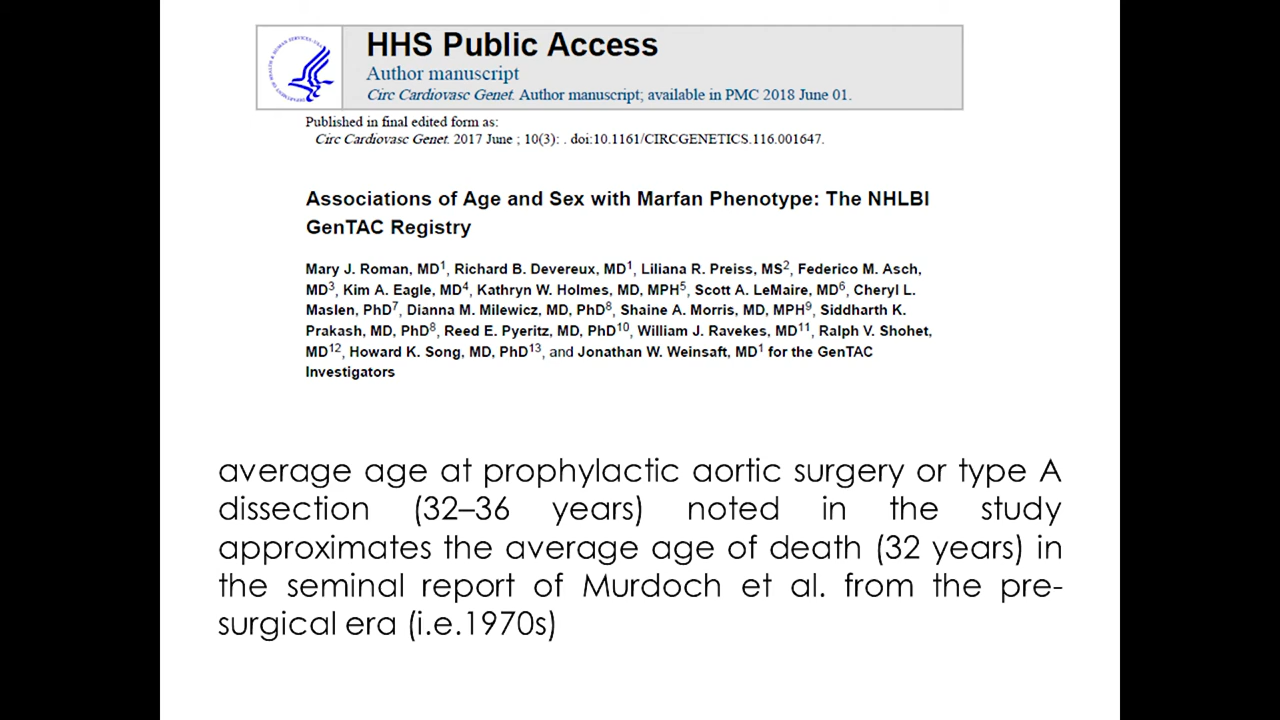 HHS Public Access
Author manuscript
Circ Cardiovasc Genet. Author manuscript; available in PMC 2018 June 01.
Published in final edited form as:
Circ Cardiovasc Genet. 2017 June ; 10(3): . doi:10.1161/CIRCGENETICS.116.001647.
Associations of Age and Sex with Marfan Phenotype: The NHLBI
GenTAC Registry
Mary J. Roman, MD1, Richard B. Devereux, MD1, Liliana R. Preiss, MS2, Federico M. Asch,
MD3, Kim A. Eagle, MD4, Kathryn W. Holmes, MD, MPH5, Scott A. LeMaire, MD6, Cheryl L.
Maslen, PhD7, Dianna M. Milewicz, MD, PhD8, Shaine A. Morris, MD, MPH9, Siddharth K.
Prakash, MD, PhD8, Reed E. Pyeritz, MD, PhD10, William J. Ravekes, MD11, Ralph V. Shohet,
MD12, Howard K. Song, MD, PhD13, and Jonathan W. Weinsaft, MD1 for the GenTAC
Investigators
average age at prophylactic aortic surgery or type A
dissection (32–36 years) noted in the study
approximates the average age of death (32 years) in
the seminal report of Murdoch et al. from the pre-
surgical era (i.e.1970s)